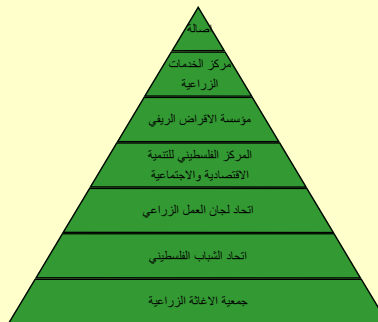 اصالة
مركز الخدمات
الزراعية
مؤسسة الاقراض الريفي
المركز الفلسطيني للتنمية
الاقتصادية والاجتماعية
اتحاد لجان العمل الزراعي
اتحاد الشباب الفلسطيني
جمعية الاغاثة الزراعية